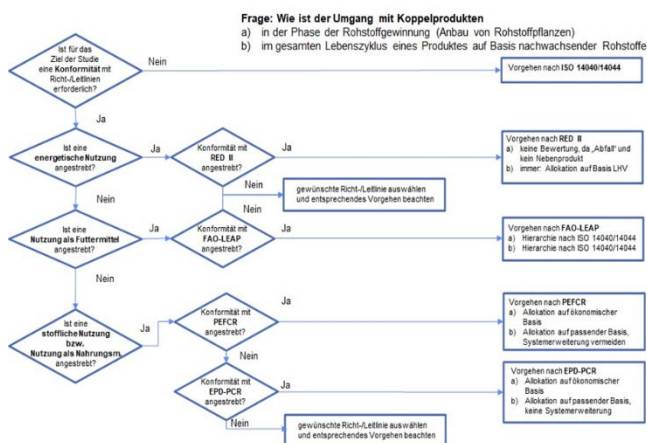 Frage: Wie ist der Umgang mit Koppelprodukten
a) in der Phase der Rohstoffgewinnung (Anbau von Rohstoffpflanzen)
b) im gesamten Lebenszyklus eines Produktes auf Basis nachwachsender Rohstoffe
Ist für das
Ziel der Studie
eine Konformität mit
Richt-/Leitlinien
erforderlich?
Nein
Vorgehen nach ISO 14040/14044
Ja
Ist eine
energetische Nutzung
angestrebt?
Ja
Konformität mit
RED II
angestrebt?
Ja
Vorgehen nach RED II
a) keine Bewertung, da „Abfall“ und
kein Nebenprodukt
b) immer: Allokation auf Basis LHV
Nein
gewünschte Richt-/Leitlinie auswählen
und entsprechendes Vorgehen beachten
Nein
Nein
Ist eine
Nutzung als Futtermittel
angestrebt?
Ja
Konformität mit
FAO-LEAP
angestrebt?
Ja
Vorgehen nach FAO-LEAP
a) Hierarchie nach ISO 14040/14044
b) Hierarchie nach ISO 14040/14044
Nein
Ist eine
stoffliche Nutzung
bzw.
Nutzung als Nahrungsm.
angestrebt?
Ja
Konformität mit
PEFCR
angestrebt?
Ja
Vorgehen nach PEFCR
a) Allokation auf ökonomischer
Basis
b) Allokation auf passender Basis,
Systemerweiterung vermeiden
Nein
Konformität mit
EPD-PCR
angestrebt?
Ja
Vorgehen nach EPD-PCR
a) Allokation auf ökonomischer
Basis
b) Allokation auf passender Basis,
keine Systemerweiterung
Nein
gewünschte Richt-/Leitlinie auswählen
und entsprechendes Vorgehen beachten